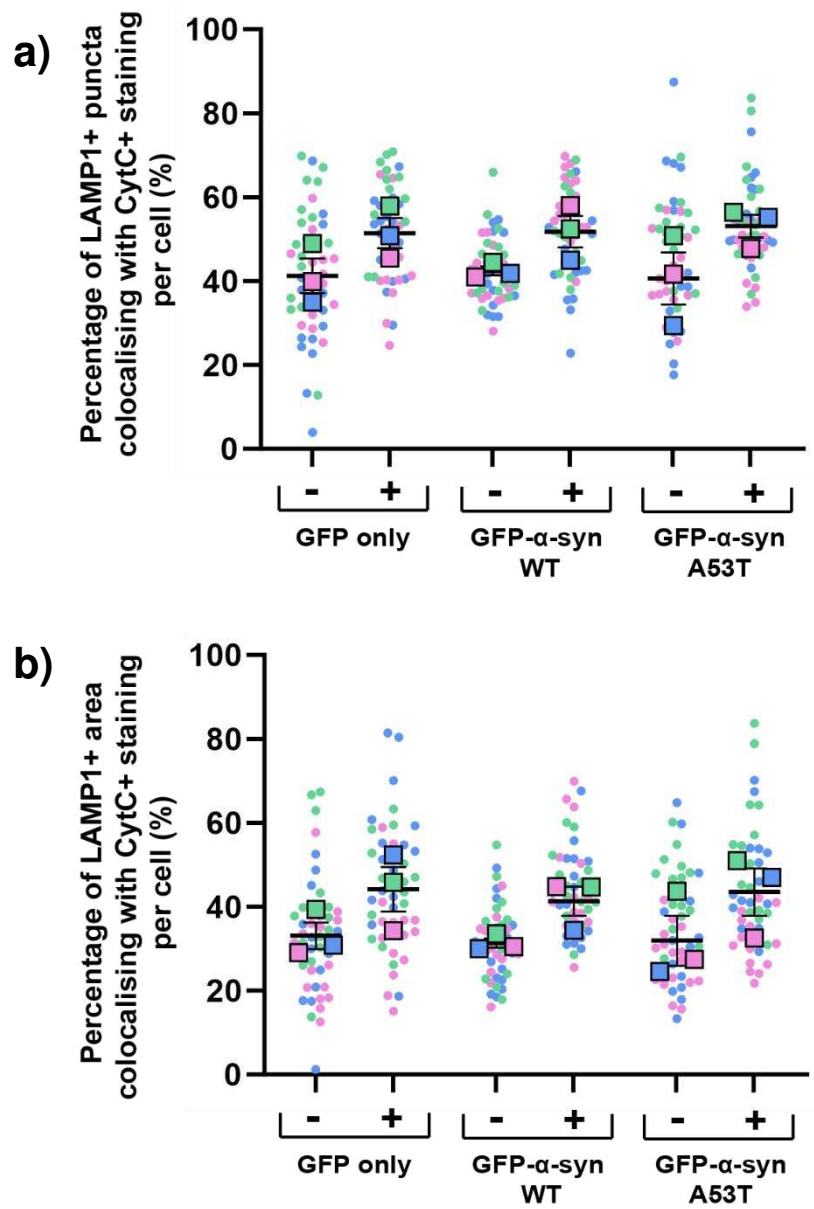 a)
Percentage of LAMP1+ puncta
colocalising with CytC+ staining
per cell (%)
100
80
60
40
20
0
- + - + - +
GFP only GFP-α-syn GFP-α-syn
WT A53T
b)
Percentage of LAMP1+ area
colocalising with CytC+ staining
per cell (%)
100
80
60
40
20
0
- + - + - +
GFP only GFP-α-syn GFP-α-syn
WT A53T